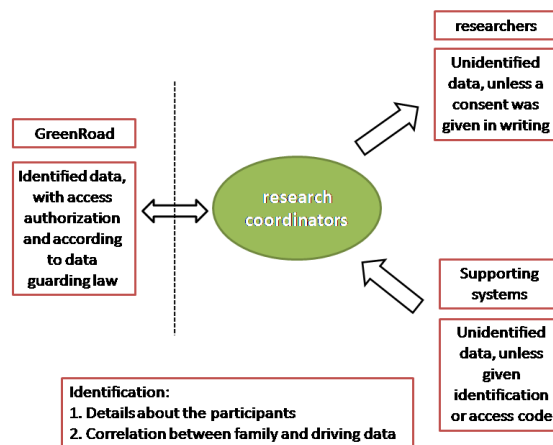 researchers
Unidentified
data, unless a
consent was
given in writing
GreenRoad
Identified data,
with access
authorization
and according
to data
guarding law
research
coordinators
Supporting
systems
Unidentified
data, unless
given
identification
or access code
Identification:
1. Details about the participants
2. Correlation between family and driving data